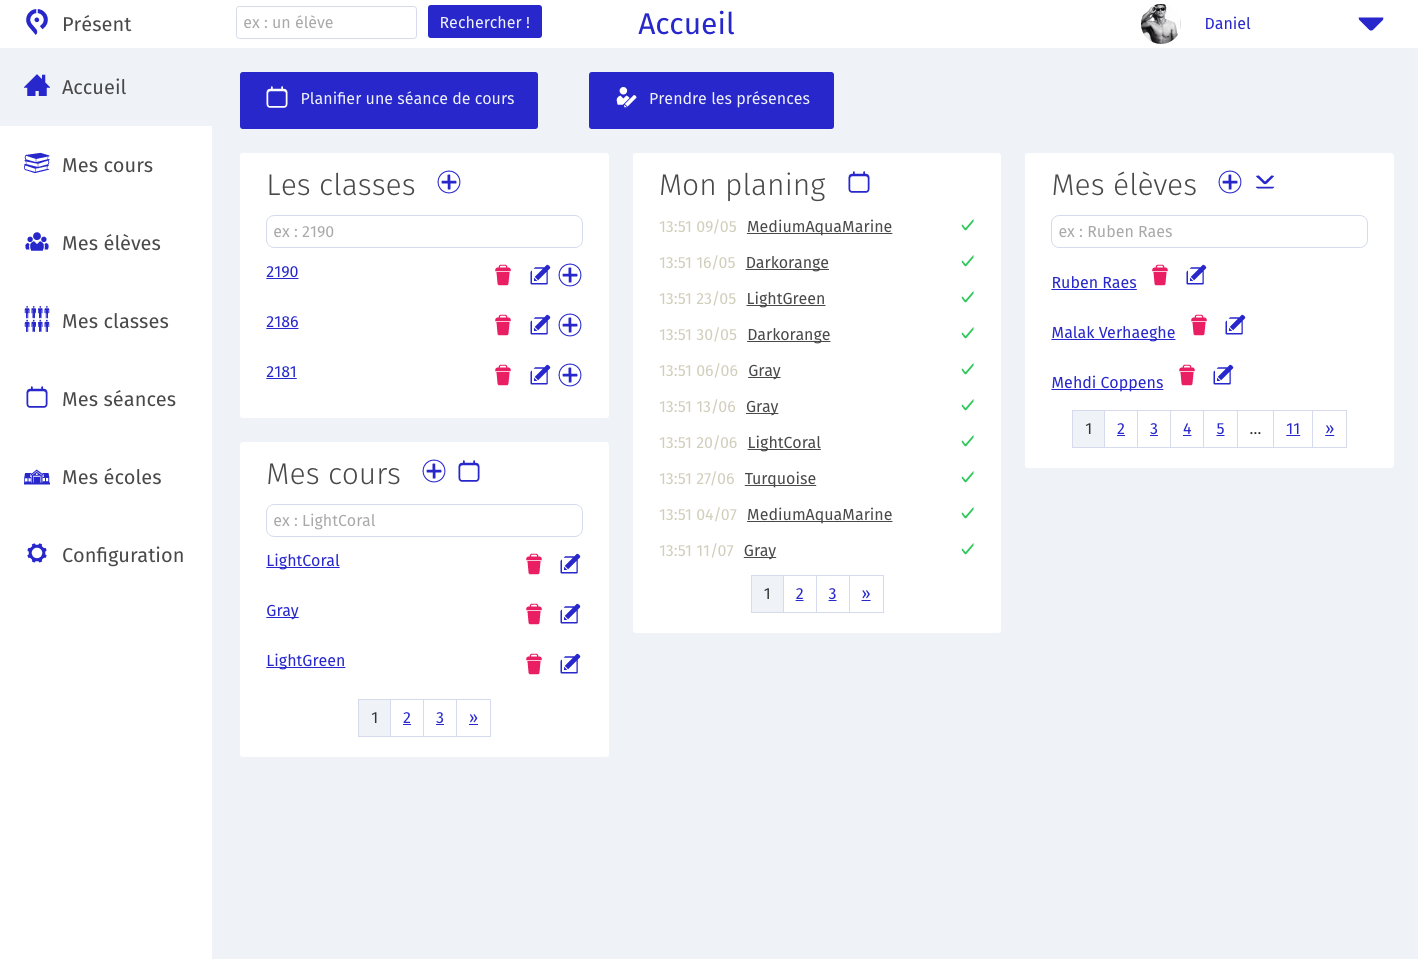 Présent
ex : un élève
Rechercher !
Accueil
Daniel
Accueil
Mes cours
Mes élèves
Mes classes
Mes séances
Mes écoles
Configuration
Planifier une séance de cours
Prendre les présences
Les classes
ex : 2190
2190
2186
2181
Mes cours
ex : LightCoral
LightCoral
Gray
LightGreen
1 2 3 »
Mon planing
13:51 09/05 MediumAquaMarine
13:51 16/05 Darkorange
13:51 23/05 LightGreen
13:51 30/05 Darkorange
13:51 06/06 Gray
13:51 13/06 Gray
13:51 20/06 LightCoral
13:51 27/06 Turquoise
13:51 04/07 MediumAquaMarine
13:51 11/07 Gray
1 2 3 »
Mes élèves
ex : Ruben Raes
Ruben Raes
Malak Verhaeghe
Mehdi Coppens
1 2 3 4 5 ... 11 »